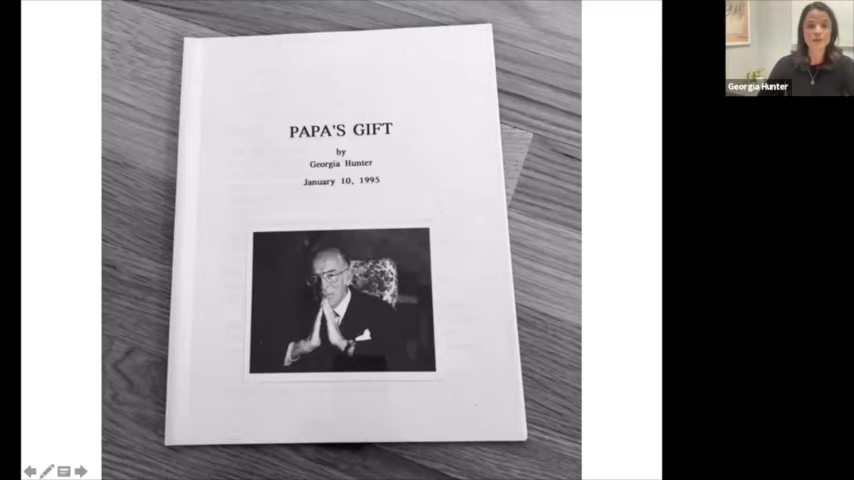 PAPA'S GIFT
by
Georgia Hunter
January 10, 1995
Georgia Hunter